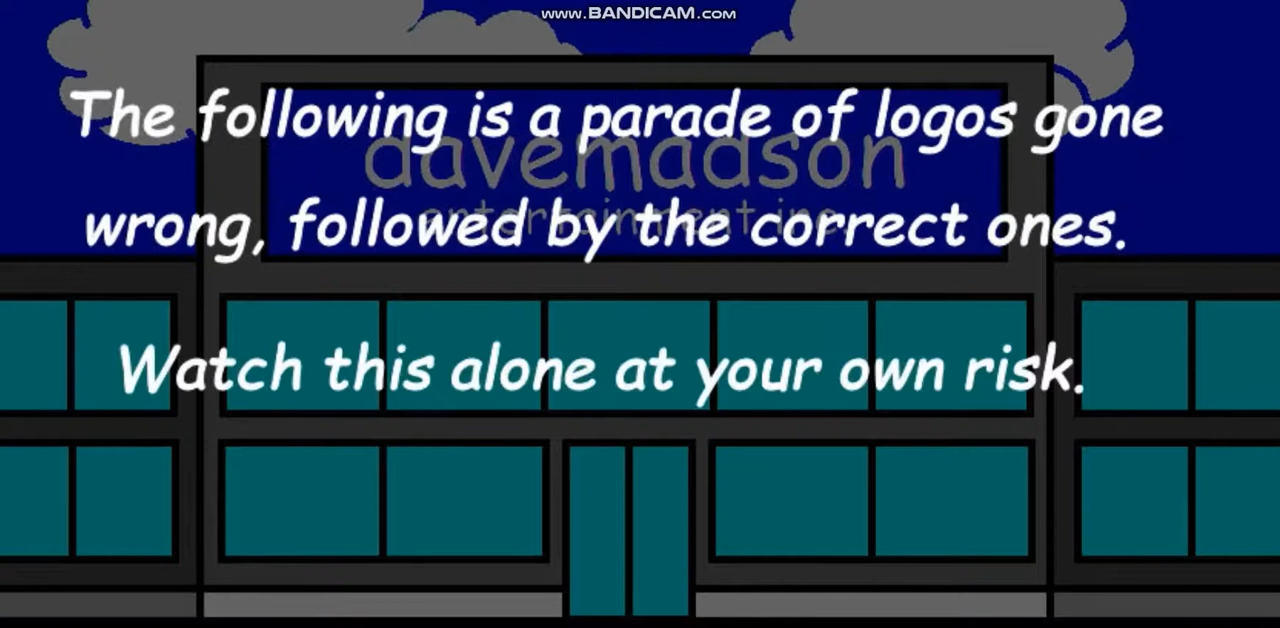 www.BANDICAM.com
The following is a parade of logos gone
davemadson
wrong, followed by the correct ones.
entertainment inc.
Watch this alone at your own risk.